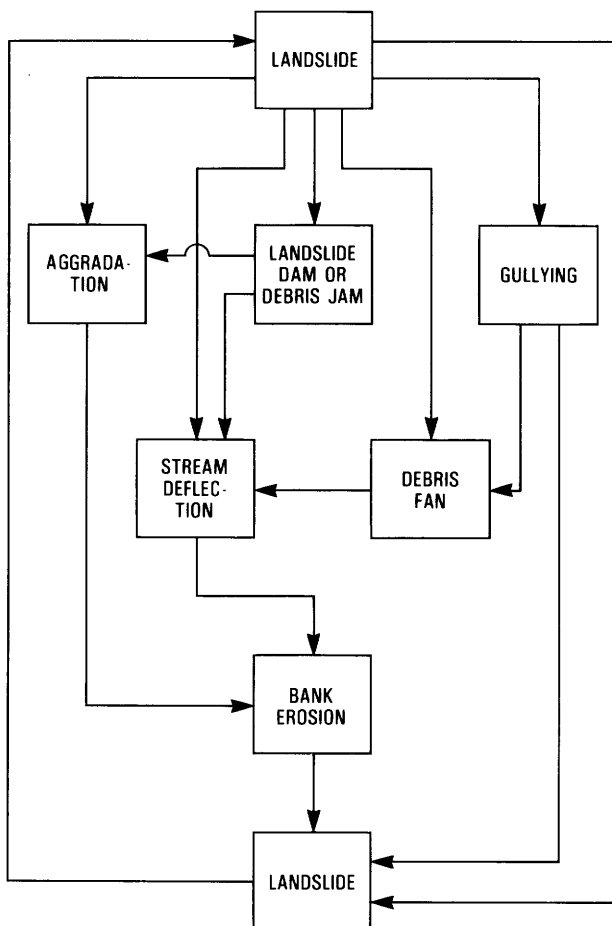 LANDSLIDE
AGGRADA-
TION
LANDSLIDE
DAM OR
DEBRIS JAM
GULLYING
STREAM
DEFLEC-
TION
DEBRIS
FAN
BANK
EROSION
LANDSLIDE